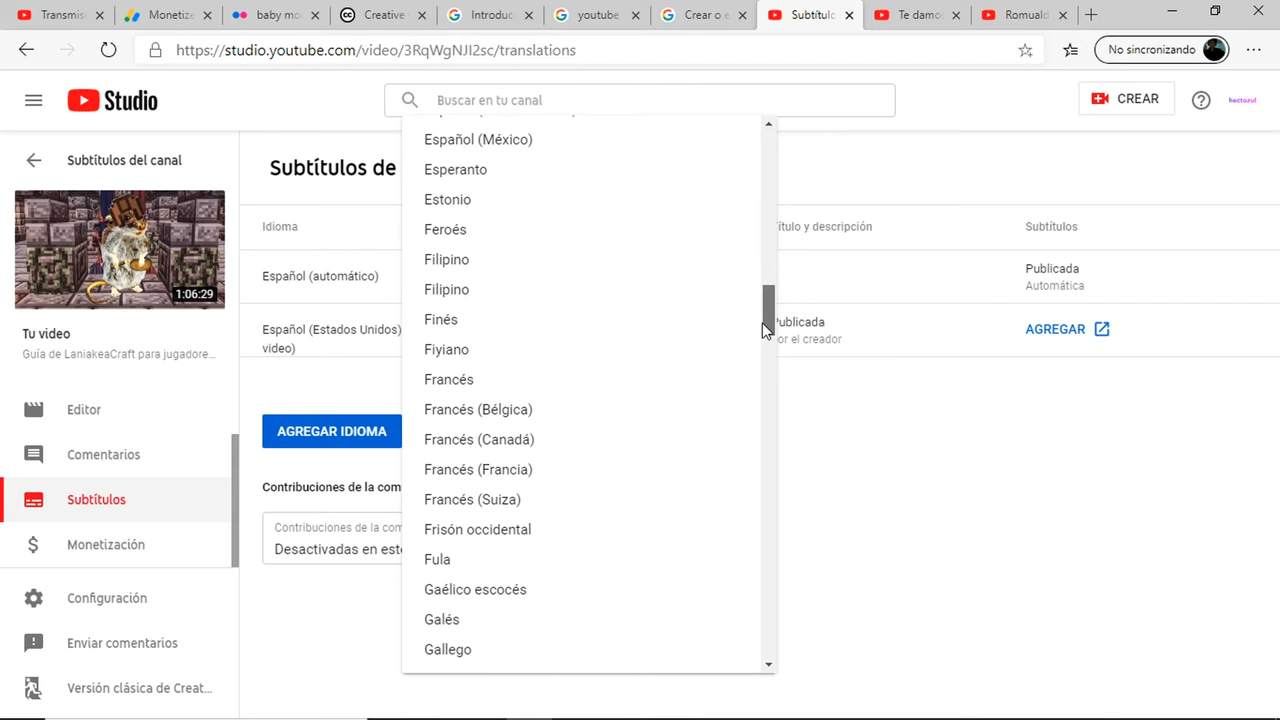 Transmis
Monetize
baby mo
Creative
Introduc
youtube
Crear o e
Subtítulo
Te damo
Romuald
https://studio.youtube.com/video/3RqWgNJI2sc/translations
No sincronizando
Studio
Buscar en tu canal
CREAR
hectazul
Subtítulos del canal
Subtítulos de
1:06:29
Tu video
Guía de LaniakeaCraft para jugadore...
Editor
Comentarios
Subtítulos
Monetización
Configuración
Enviar comentarios
Versión clásica de Creat...
Idioma
ítulo y descripción
Subtítulos
Español (automático)
Publicada
Automática
Español (Estados Unidos)
video)
Publicada
or el creador
AGREGAR
AGREGAR IDIOMA
Contribuciones de la com
Contribuciones de la com
Desactivadas en este
Español (México)
Esperanto
Estonio
Feroés
Filipino
Filipino
Finés
Fiyiano
Francés
Francés (Bélgica)
Francés (Canadá)
Francés (Francia)
Francés (Suiza)
Frisón occidental
Fula
Gaélico escocés
Galés
Gallego